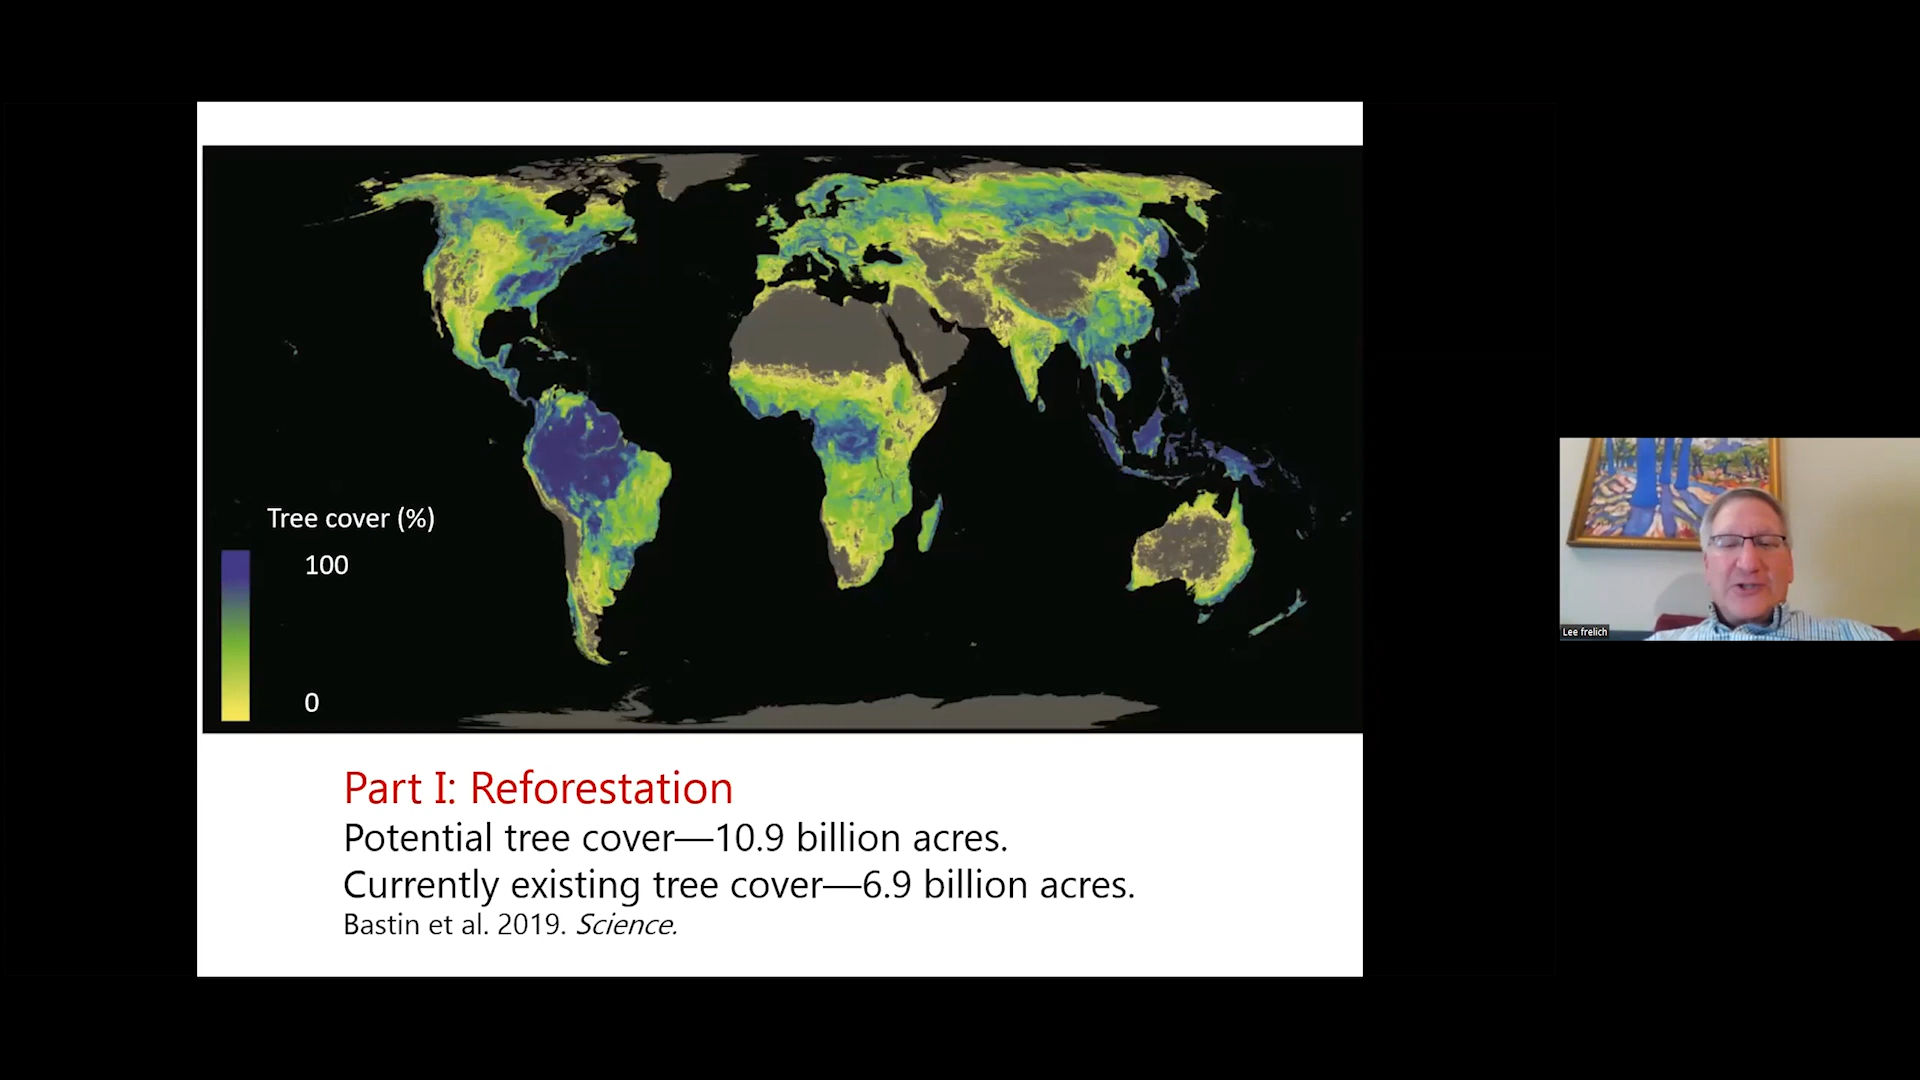 Tree cover (%)
100
0
Part I: Reforestation
Potential tree cover—10.9 billion acres.
Currently existing tree cover—6.9 billion acres.
Bastin et al. 2019. Science.
Lee frelich